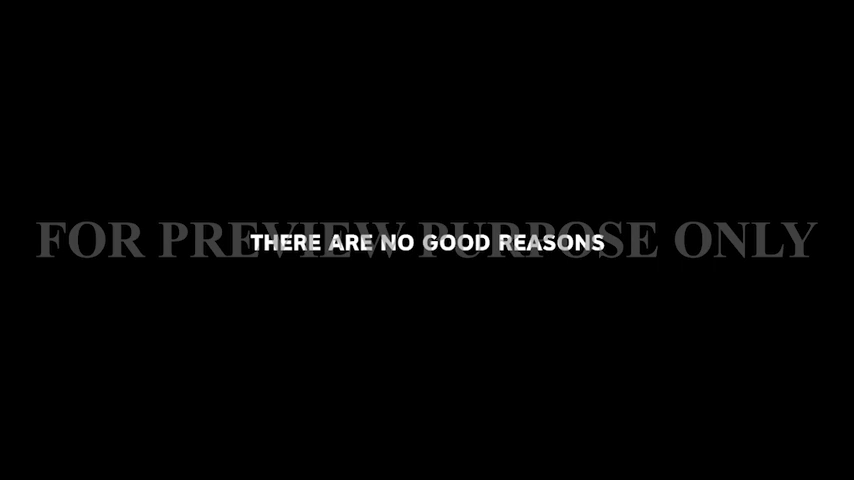 FOR PREVIEW PURPOSE ONLY
THERE ARE NO GOOD REASONS